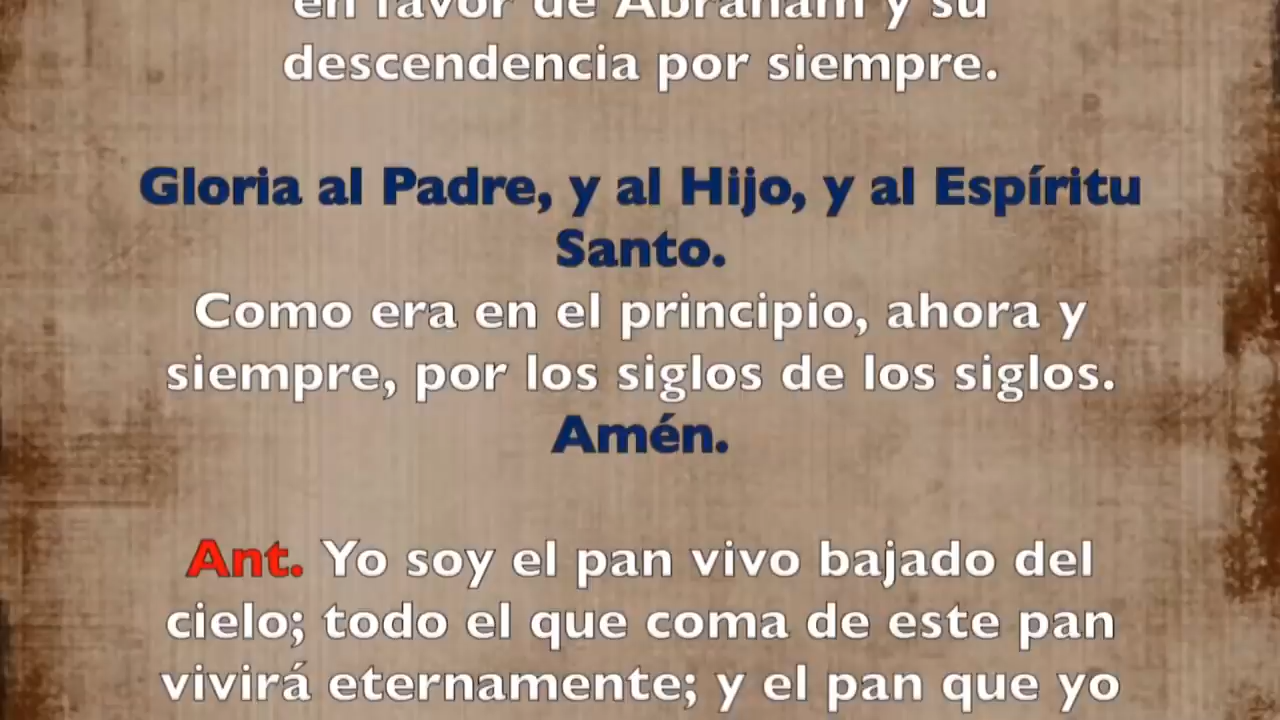 en favor de Abraham y su
descendencia por siempre.
Gloria al Padre, y al Hijo, y al Espíritu
Santo.
Como era en el principio, ahora y
siempre, por los siglos de los siglos.
Amén.
Ant. Yo soy el pan vivo bajado del
cielo; todo el que coma de este pan
vivirá eternamente; y el pan que yo